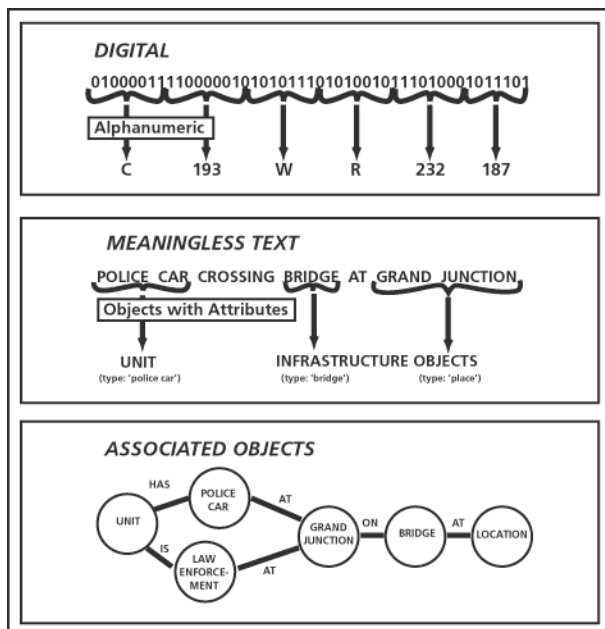 DIGITAL
01000011110000010101011101010010111010001011101
Alphanumeric
C 193 W R 232 187
MEANINGLESS TEXT
POLICE CAR CROSSING BRIDGE AT GRAND JUNCTION
Objects with Attributes
UNIT INFRASTRUCTURE OBJECTS
(type: 'police car') (type: 'bridge') (type: 'place')
ASSOCIATED OBJECTS
HAS
POLICE
CAR
AT
UNIT
GRAND
JUNCTION
ON
BRIDGE
AT
LOCATION
IS
LAW
ENFORCE-
MENT
AT